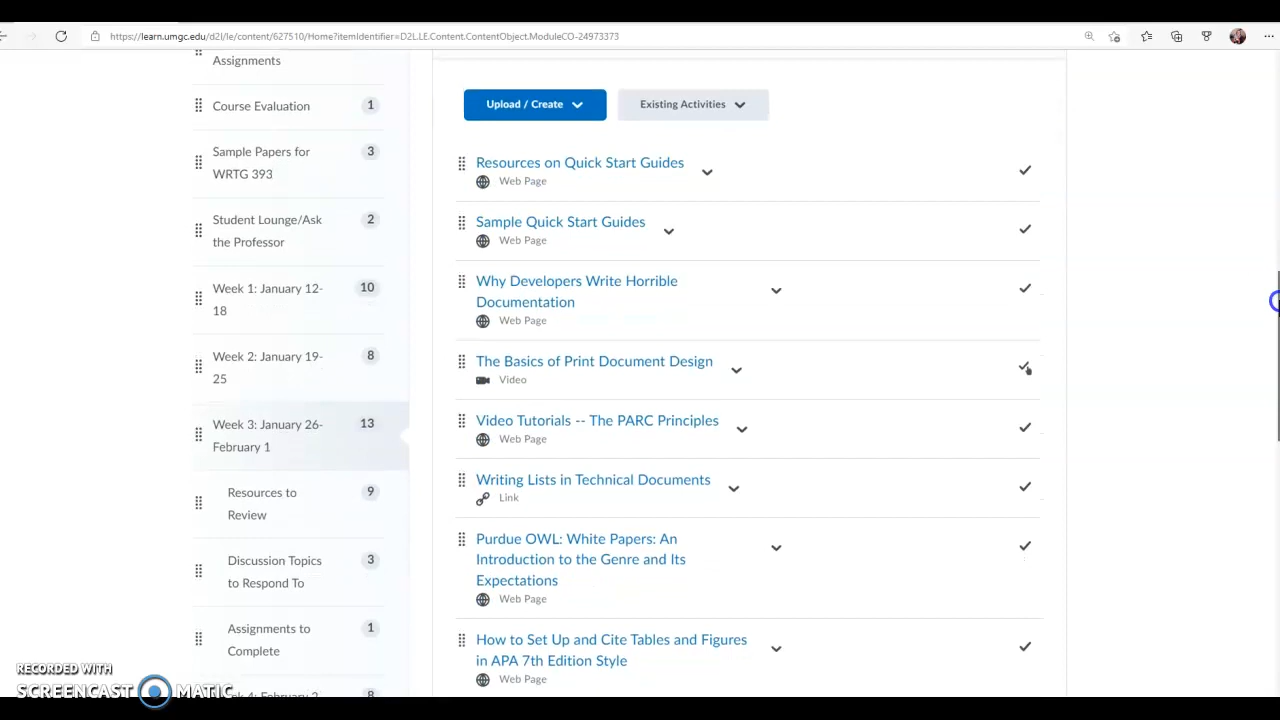 https://learn.umgc.edu/d2l/le/content/627510/Home?itemIdentifier=D2L.LE.Content.ContentObject.ModuleCO-24973373
Assignments
Course Evaluation 1
Sample Papers for 3
WRTG 393
Student Lounge/Ask 2
the Professor
Week 1: January 12- 10
18
Week 2: January 19- 8
25
Week 3: January 26- 13
February 1
Resources to 9
Review
Discussion Topics 3
to Respond To
Assignments to 1
Complete
Week 4: February 2 8
Upload / Create
Existing Activities
Resources on Quick Start Guides
Web Page
Sample Quick Start Guides
Web Page
Why Developers Write Horrible
Documentation
Web Page
The Basics of Print Document Design
Video
Video Tutorials -- The PARC Principles
Web Page
Writing Lists in Technical Documents
Link
Purdue OWL: White Papers: An
Introduction to the Genre and Its
Expectations
Web Page
How to Set Up and Cite Tables and Figures
in APA 7th Edition Style
Web Page
RECORDED WITH
SCREENCAST MATIC